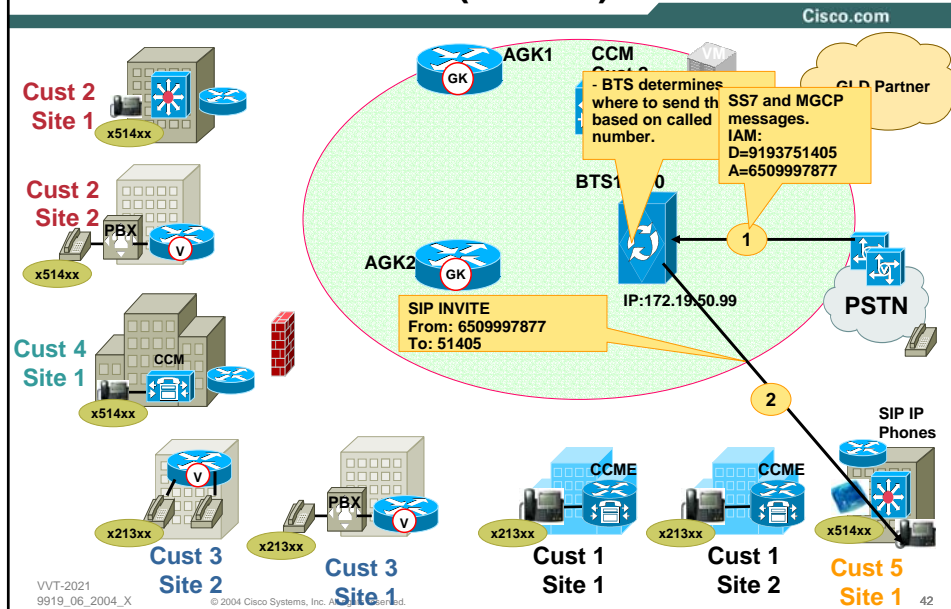 Cisco.com
AGK1
GK
CCM
VM
GLD Partner
- BTS determines
where to send th
based on called
number.
SS7 and MGCP
messages.
IAM:
D=9193751405
A=6509997877
Cust 2
Site 1
x514xx
BTS1
0
1
Cust 2
Site 2
PBX
V
x514xx
AGK2
GK
IP:172.19.50.99
PSTN
SIP INVITE
From: 6509997877
To: 51405
Cust 4
Site 1
CCM
x514xx
2
SIP IP
Phones
V
x213xx
Cust 3
Site 2
PBX
V
x213xx
Cust 3
Site 1
CCME
x213xx
Cust 1
Site 1
CCME
x213xx
Cust 1
Site 2
x514xx
Cust 5
Site 1
VVT-2021
9919_06_2004_X
© 2004 Cisco Systems, Inc. All rights reserved.
42